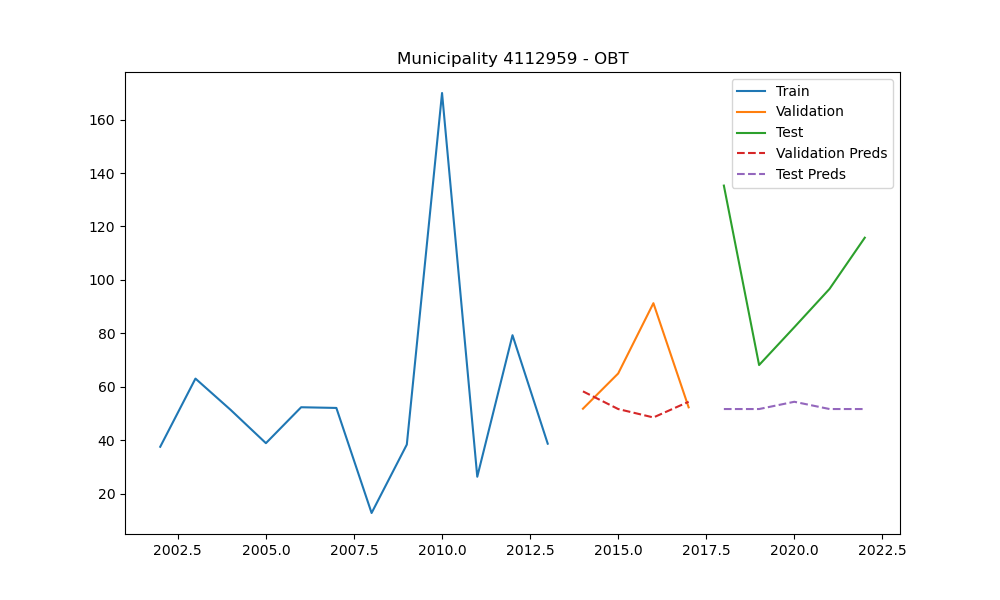 Municipality 4112959 - OBT
Train
Validation
Test
Validation Preds
Test Preds
160
140
120
100
80
60
40
20
2002.5 2005.0 2007.5 2010.0 2012.5 2015.0 2017.5 2020.0 2022.5